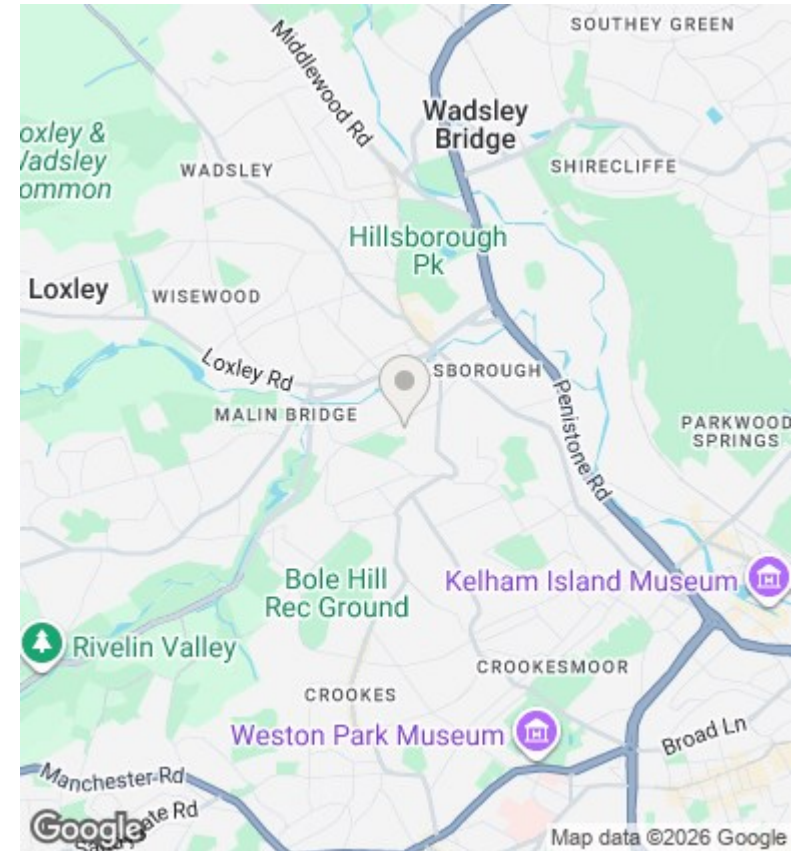 SOUTHEY GREEN
Middlewood Rd
Wadsley
Bridge
oxley &
Vadsley
ommon
WADSLEY
SHIRECLIFFE
Hillsborough
Pk
Loxley
WISEWOOD
Loxley Rd
SBOROUGH
MALIN BRIDGE
Penistone Rd
PARKWOOD
SPRINGS
Bole Hill
Rec Ground
Kelham Island Museum
Rivelin Valley
CROOKESMOOR
CROOKES
Weston Park Museum
Broad Ln
Manchester Rd
Sandygate Rd
Google
Map data ©2026 Google